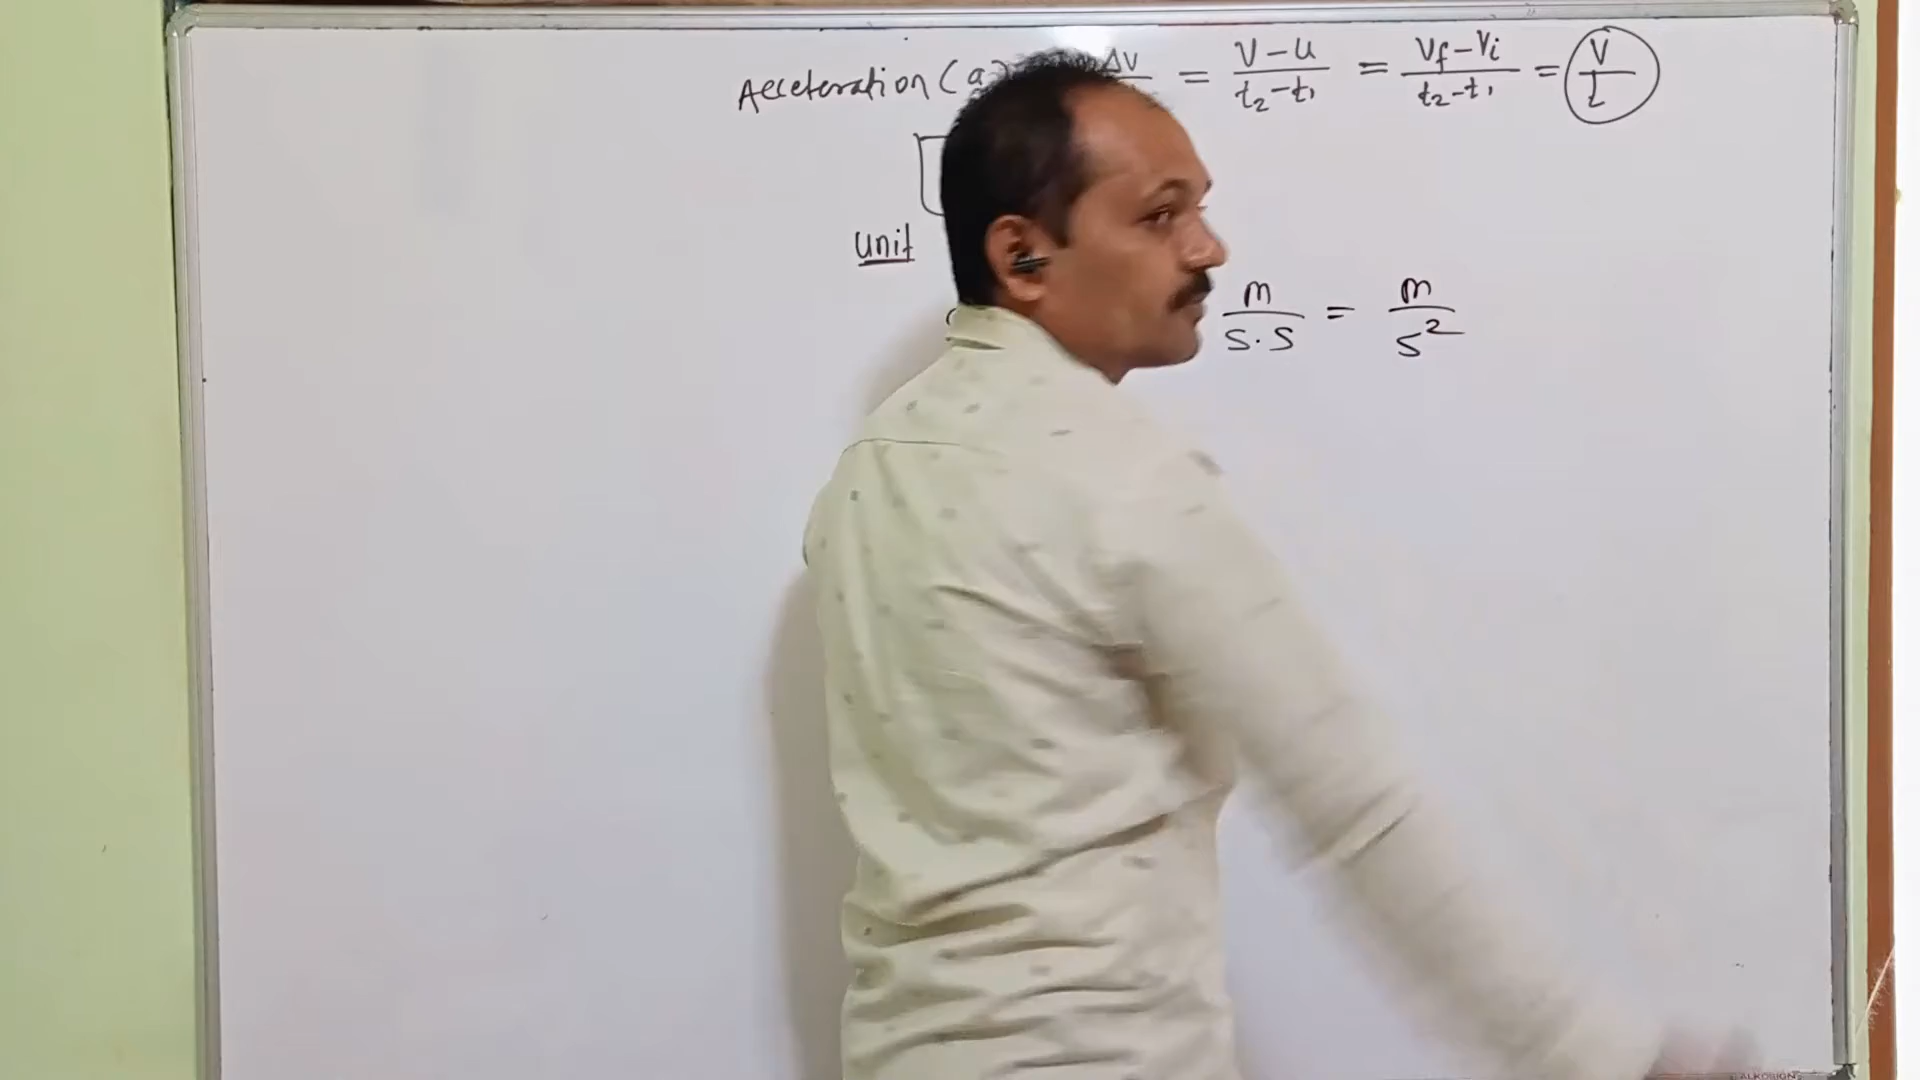 Acceleration (a) ΔV = V - u / t₂ - t₁ = Vf - Vi / t₂ - t₁ = V / t
unit
m / s . s = m / s²